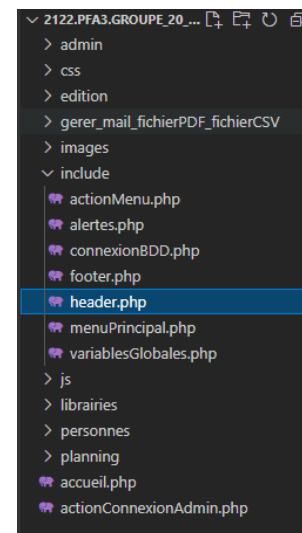 2122.PFA3.GROUPE_20_...
admin
css
edition
gerer_mail_fichierPDF_fichierCSV
images
include
actionMenu.php
alertes.php
connexionBDD.php
footer.php
header.php
menuPrincipal.php
variablesGlobales.php
js
librairies
personnes
planning
accueil.php
actionConnexionAdmin.php